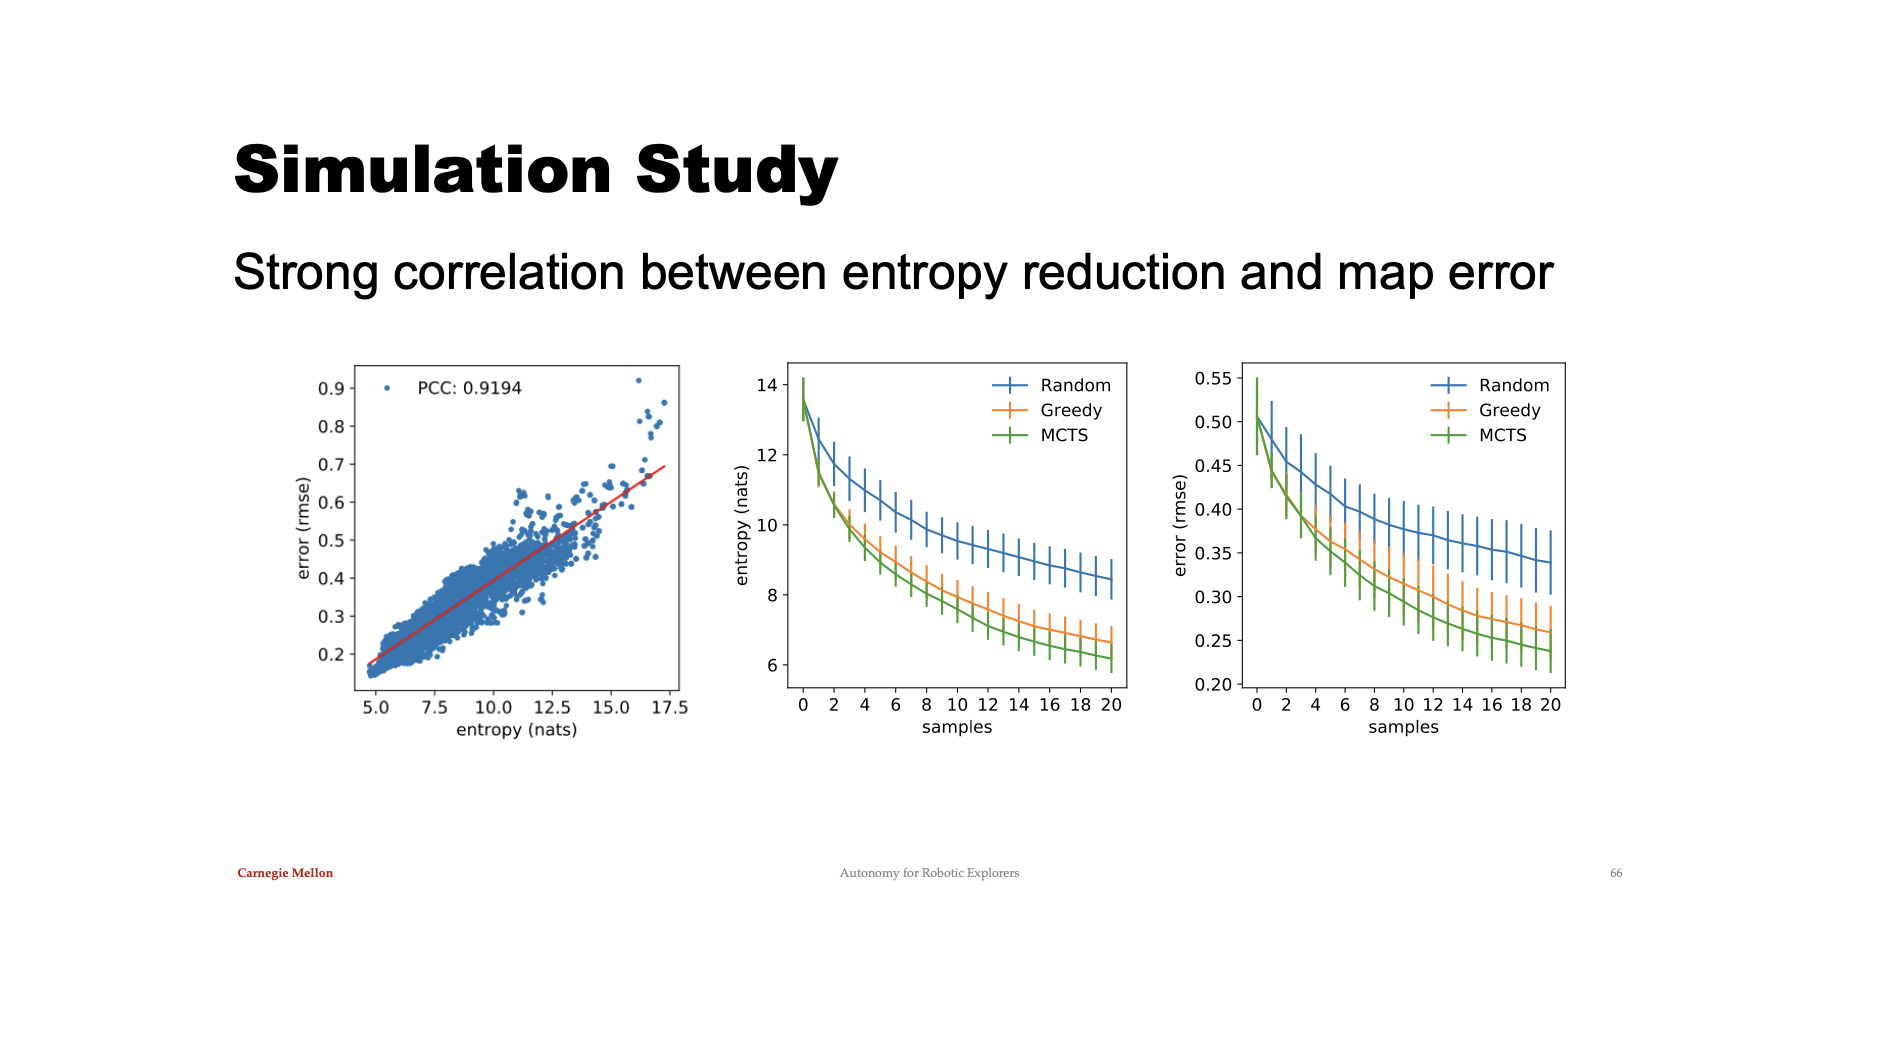 Simulation Study
Strong correlation between entropy reduction and map error
PCC: 0.9194
0.9
0.8
0.7
0.6
0.5
0.4
0.3
0.2
error (rmse)
5.0 7.5 10.0 12.5 15.0 17.5
entropy (nats)
Random
Greedy
MCTS
14
12
10
8
6
entropy (nats)
0 2 4 6 8 10 12 14 16 18 20
samples
Random
Greedy
MCTS
0.55
0.50
0.45
0.40
0.35
0.30
0.25
0.20
error (rmse)
0 2 4 6 8 10 12 14 16 18 20
samples
Carnegie Mellon
Autonomy for Robotic Explorers
66